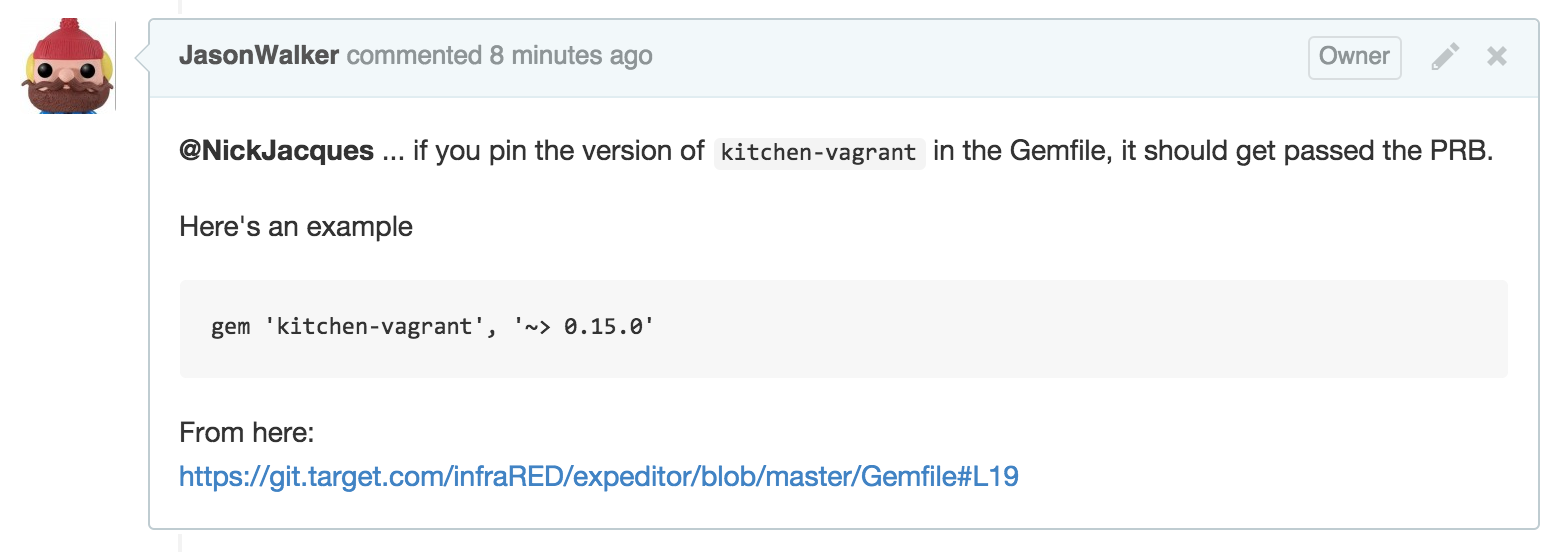 JasonWalker commented 8 minutes ago Owner
@NickJacques ... if you pin the version of kitchen-vagrant in the Gemfile, it should get passed the PRB.
Here's an example
gem 'kitchen-vagrant', '~> 0.15.0'
From here:
https://git.target.com/infraRED/expeditor/blob/master/Gemfile#L19